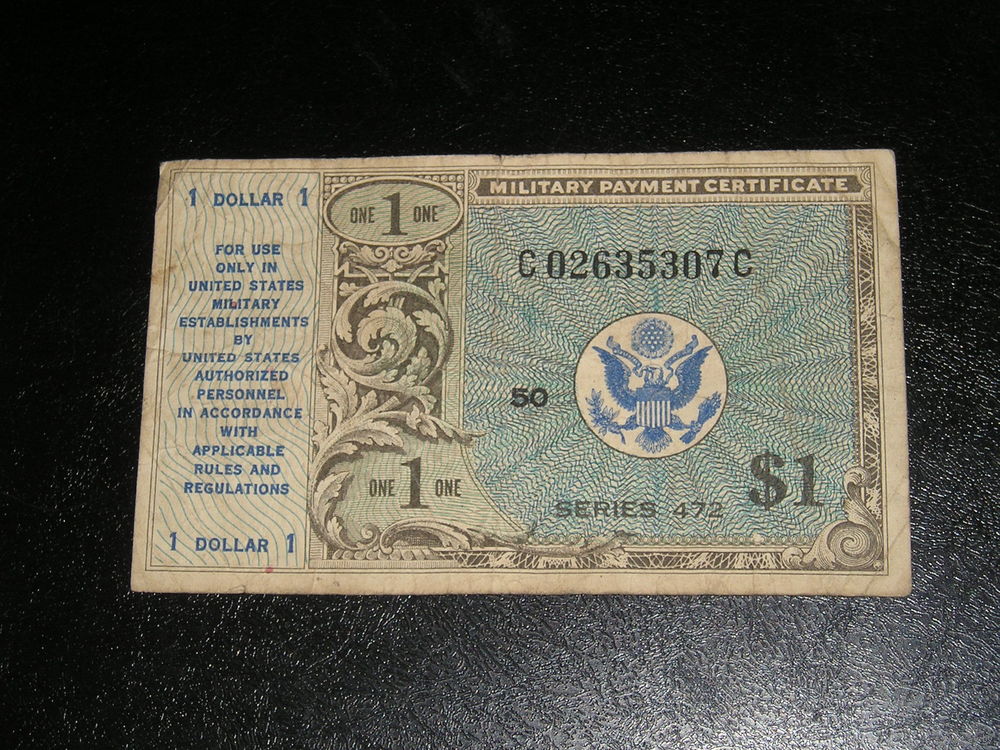 1 DOLLAR 1
FOR USE
ONLY IN
UNITED STATES
MILITARY
ESTABLISHMENTS
BY
UNITED STATES
AUTHORIZED
PERSONNEL
IN ACCORDANCE
WITH
APPLICABLE
RULES AND
REGULATIONS
1 DOLLAR 1
ONE 1 ONE
ONE 1 ONE
MILITARY PAYMENT CERTIFICATE
C02635307C
50
$1
SERIES 472